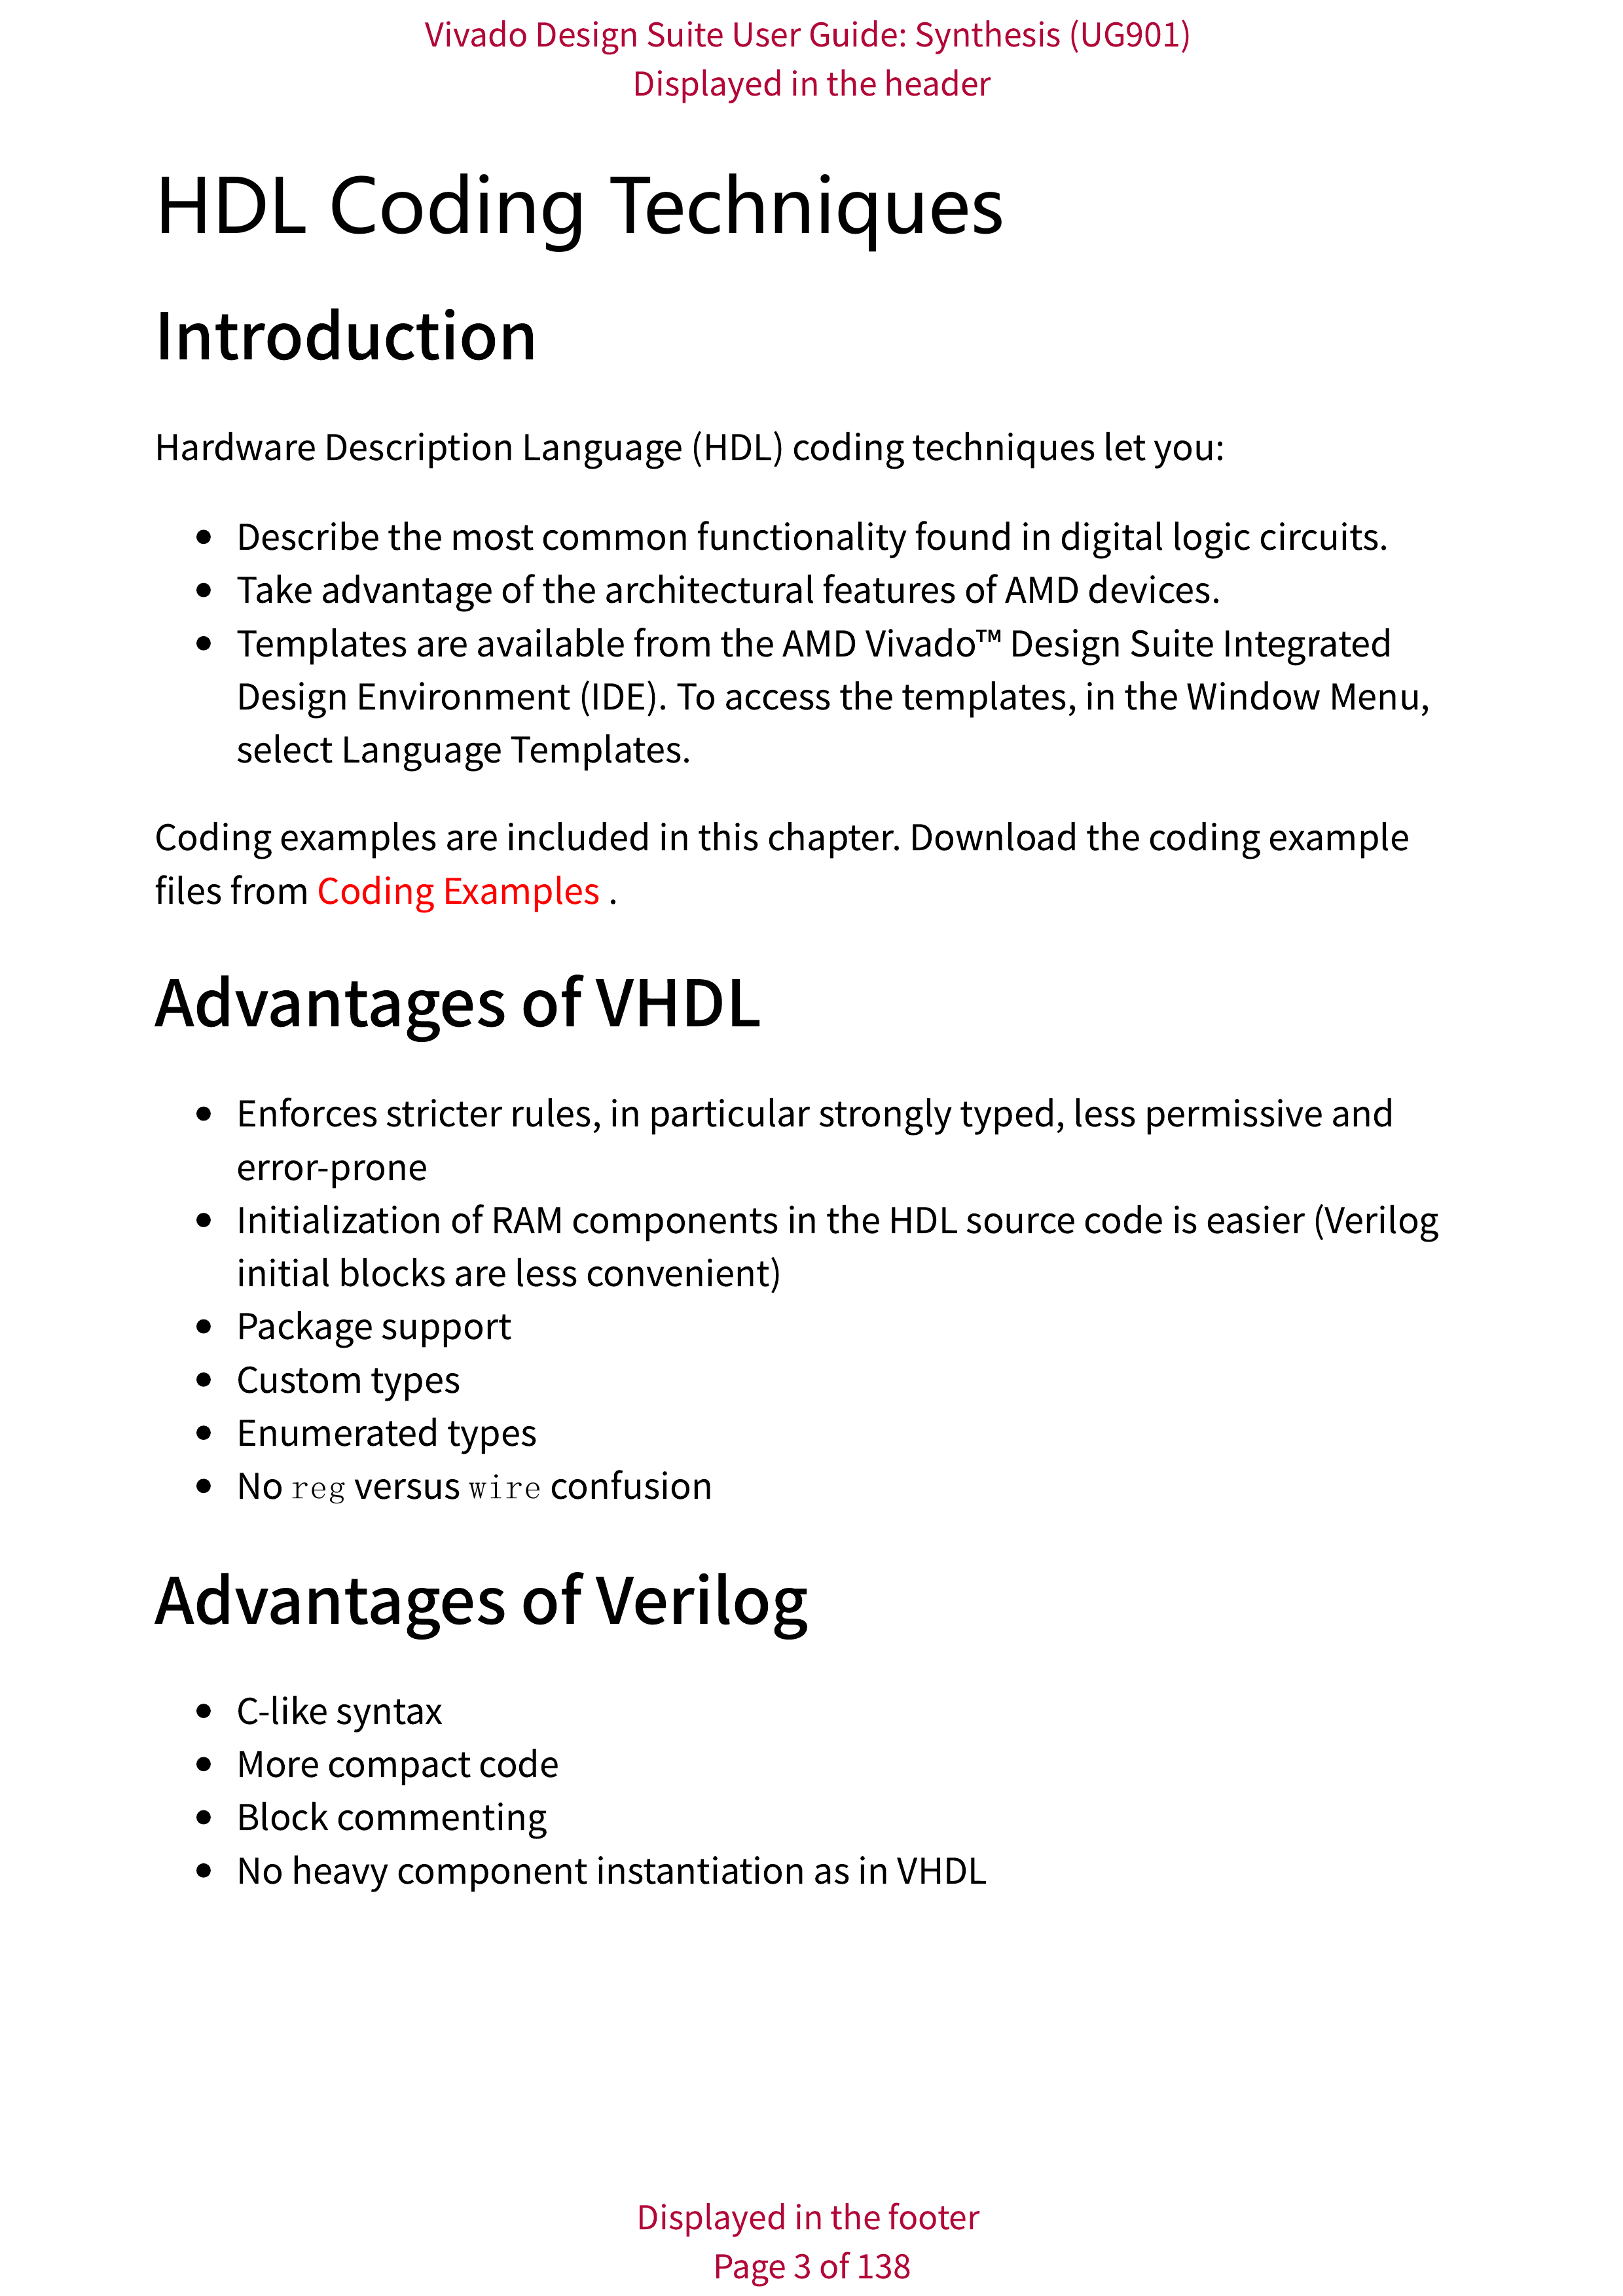 Vivado Design Suite User Guide: Synthesis (UG901)
Displayed in the header
HDL Coding Techniques
Introduction
Hardware Description Language (HDL) coding techniques let you:
• Describe the most common functionality found in digital logic circuits.
• Take advantage of the architectural features of AMD devices.
• Templates are available from the AMD Vivado™ Design Suite Integrated
Design Environment (IDE). To access the templates, in the Window Menu,
select Language Templates.
Coding examples are included in this chapter. Download the coding example
files from Coding Examples .
Advantages of VHDL
• Enforces stricter rules, in particular strongly typed, less permissive and
error-prone
• Initialization of RAM components in the HDL source code is easier (Verilog
initial blocks are less convenient)
• Package support
• Custom types
• Enumerated types
• No reg versus wire confusion
Advantages of Verilog
• C-like syntax
• More compact code
• Block commenting
• No heavy component instantiation as in VHDL
Displayed in the footer
Page 3 of 138